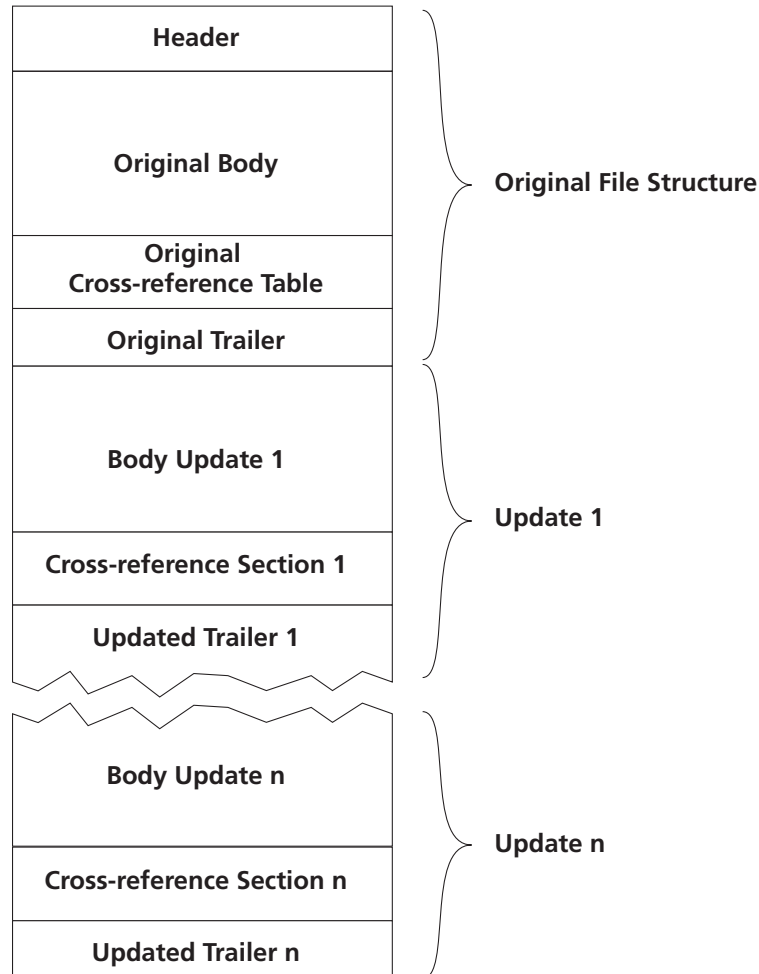 Header
Original Body
Original
Cross-reference Table
Original Trailer
Original File Structure
Body Update 1
Cross-reference Section 1
Updated Trailer 1
Update 1
Body Update n
Cross-reference Section n
Updated Trailer n
Update n